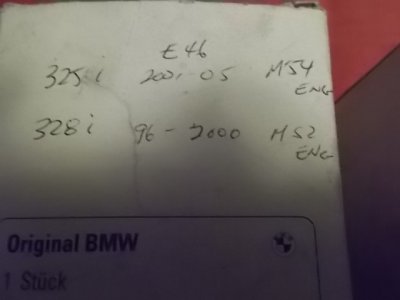 E46
325i 2001-05 M54
ENG
328i 96-2000 M52
ENG
Original BMW
1 Stück